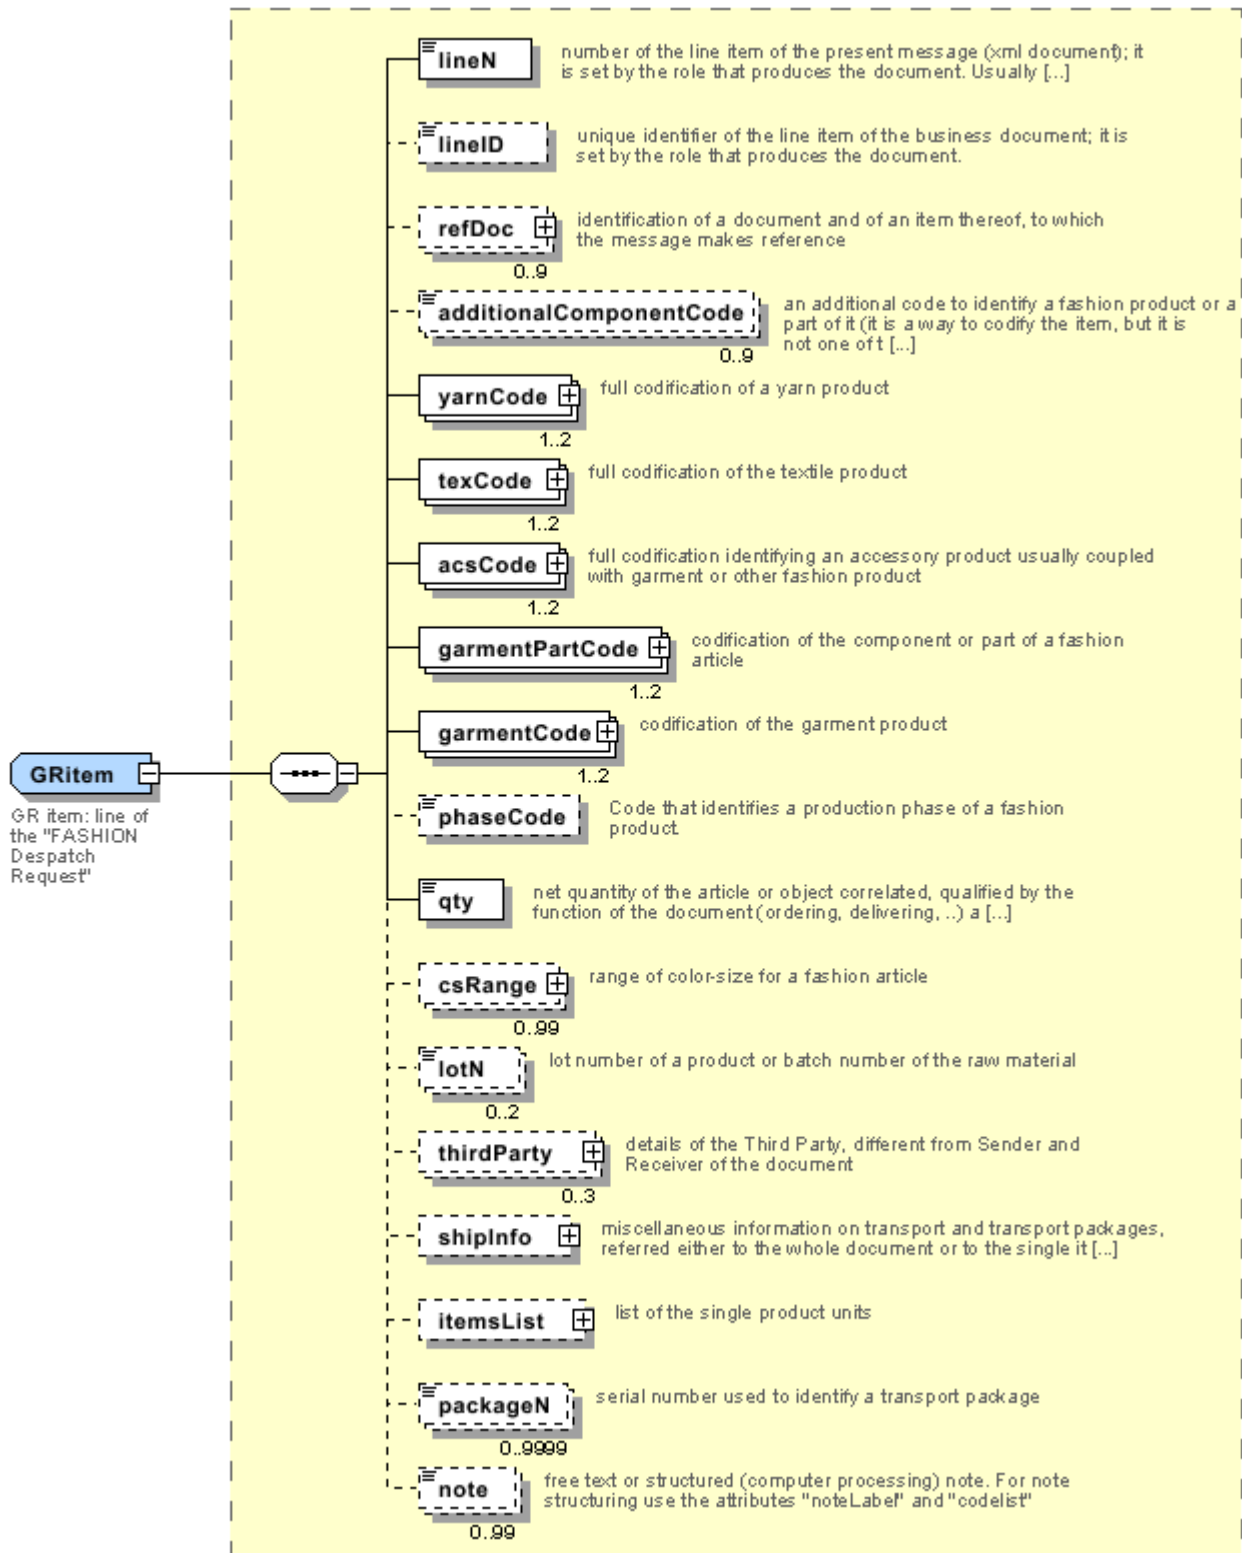 lineN
number of the line item of the present message (xml document); it
is set by the role that produces the document. Usually [...]
lineID
unique identifier of the line item of the business document; it is
set by the role that produces the document.
refDoc
0..9
identification of a document and of an item thereof, to which
the message makes reference
additionalComponentCode
0..9
an additional code to identify a fashion product or a
part of it (it is a way to codify the item, but it is
not one of t [...]
yarnCode
1..2
full codification of a yarn product
texCode
1..2
full codification of the textile product
acsCode
1..2
full codification identifying an accessory product usually coupled
with garment or other fashion product
garmentPartCode
1..2
codification of the component or part of a fashion
article
garmentCode
1..2
codification of the garment product
GRitem
GR item: line of
the "FASHION
Despatch
Request"
phaseCode
Code that identifies a production phase of a fashion
product.
qty
net quantity of the article or object correlated, qualified by the
function of the document (ordering, delivering, ..) a [...]
csRange
0..99
range of color-size for a fashion article
lotN
0..2
lot number of a product or batch number of the raw material
thirdParty
0..3
details of the Third Party, different from Sender and
Receiver of the document
shipInfo
miscellaneous information on transport and transport packages,
referred either to the whole document or to the single it [...]
itemsList
list of the single product units
packageN
0..9999
serial number used to identify a transport package
note
0..99
free text or structured (computer processing) note. For note
structuring use the attributes "noteLabel" and "codelist"